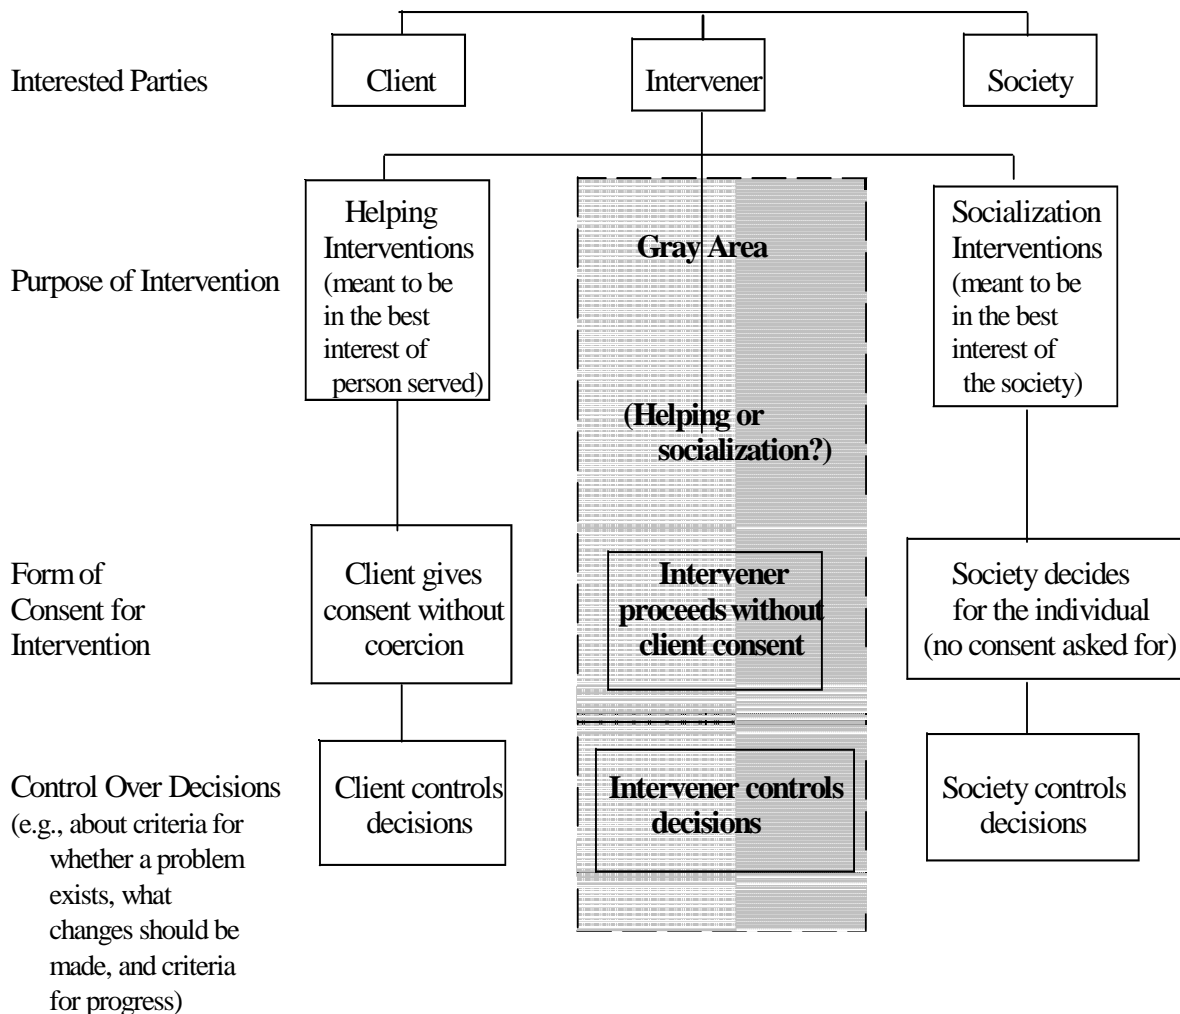 Interested Parties
Client
Intervener
Society
Purpose of Intervention
Helping
Interventions
(meant to be
in the best
interest of
person served)
Gray Area
(Helping or
socialization?)
Socialization
Interventions
(meant to be
in the best
interest of
the society)
Form of
Consent for
Intervention
Client gives
consent without
coercion
Intervener
proceeds without
client consent
Society decides
for the individual
(no consent asked for)
Control Over Decisions
(e.g., about criteria for
whether a problem
exists, what
changes should be
made, and criteria
for progress)
Client controls
decisions
Intervener controls
decisions
Society controls
decisions